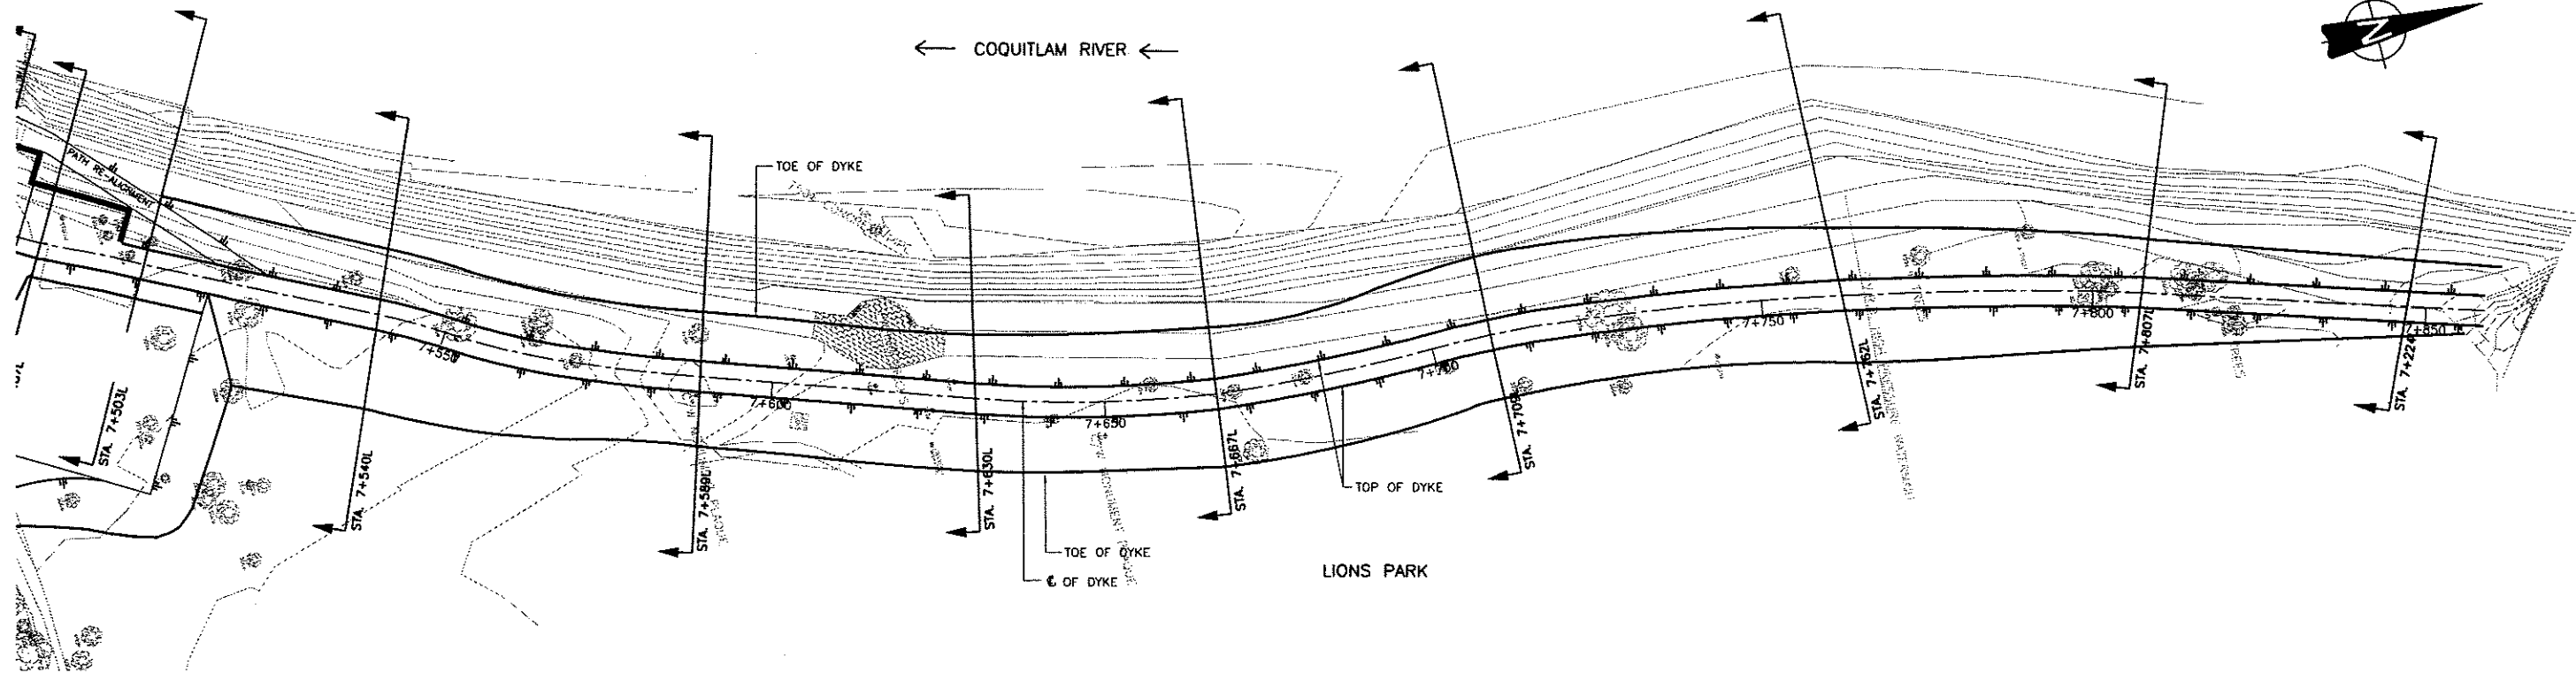 ← COQUITLAM RIVER ←
N
TOE OF DYKE
PATH RE-ALIGNMENT
7+550
7+600
7+650
7+700
7+750
7+800
7+850
STA. 7+503L
STA. 7+540L
STA. 7+589L
STA. 7+630L
STA. 7+667L
STA. 7+709L
STA. 7+762L
STA. 7+807L
STA. 7+224
TOP OF DYKE
TOE OF DYKE
℄ OF DYKE
LIONS PARK